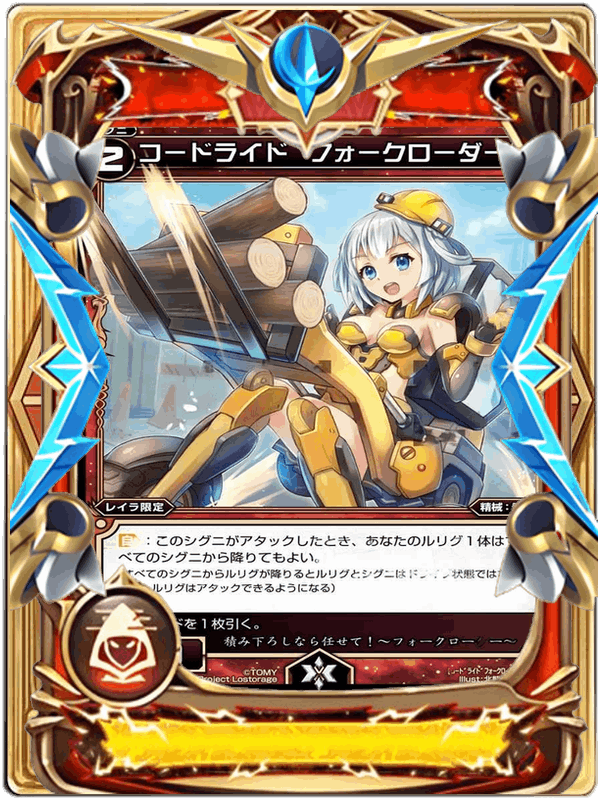 2 コードライド フォークローダー
レイラ限定
精械:
:このシグニがアタックしたとき、あなたのルリグ1体は
べてのシグニから降りてもよい。
べてのシグニからルリグが降りるとルリグとシグニはドライブ状態では
ルリグはアタックできるようになる)
を1枚引く。
積み下ろしなら任せて!~フォークロー
©TOMY
Project Lostorage
Illust: